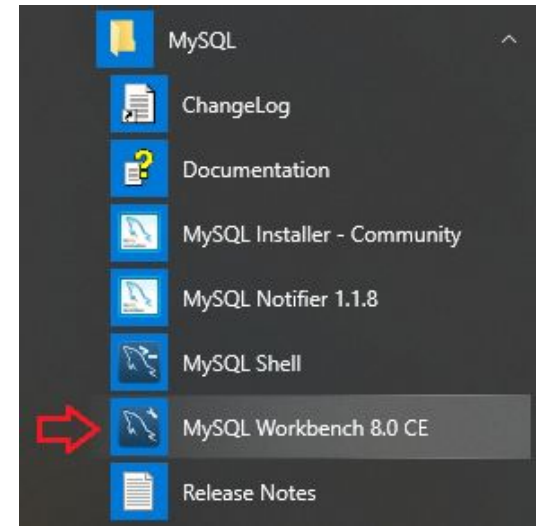 MySQL
ChangeLog
Documentation
MySQL Installer - Community
MySQL Notifier 1.1.8
MySQL Shell
MySQL Workbench 8.0 CE
Release Notes